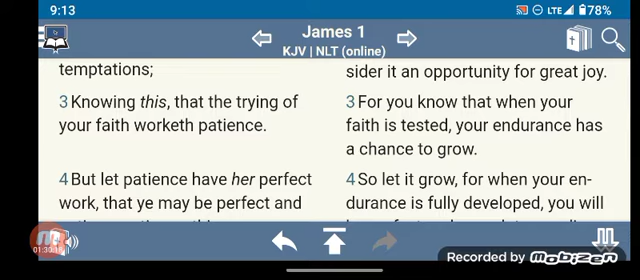 9:13
LTE 78%
James 1
KJV | NLT (online)
temptations;
3 Knowing this, that the trying of
your faith worketh patience.
4 But let patience have her perfect
work, that ye may be perfect and
sider it an opportunity for great joy.
3 For you know that when your
faith is tested, your endurance has
a chance to grow.
4 So let it grow, for when your en-
durance is fully developed, you will
Recorded by
MOBIZEN